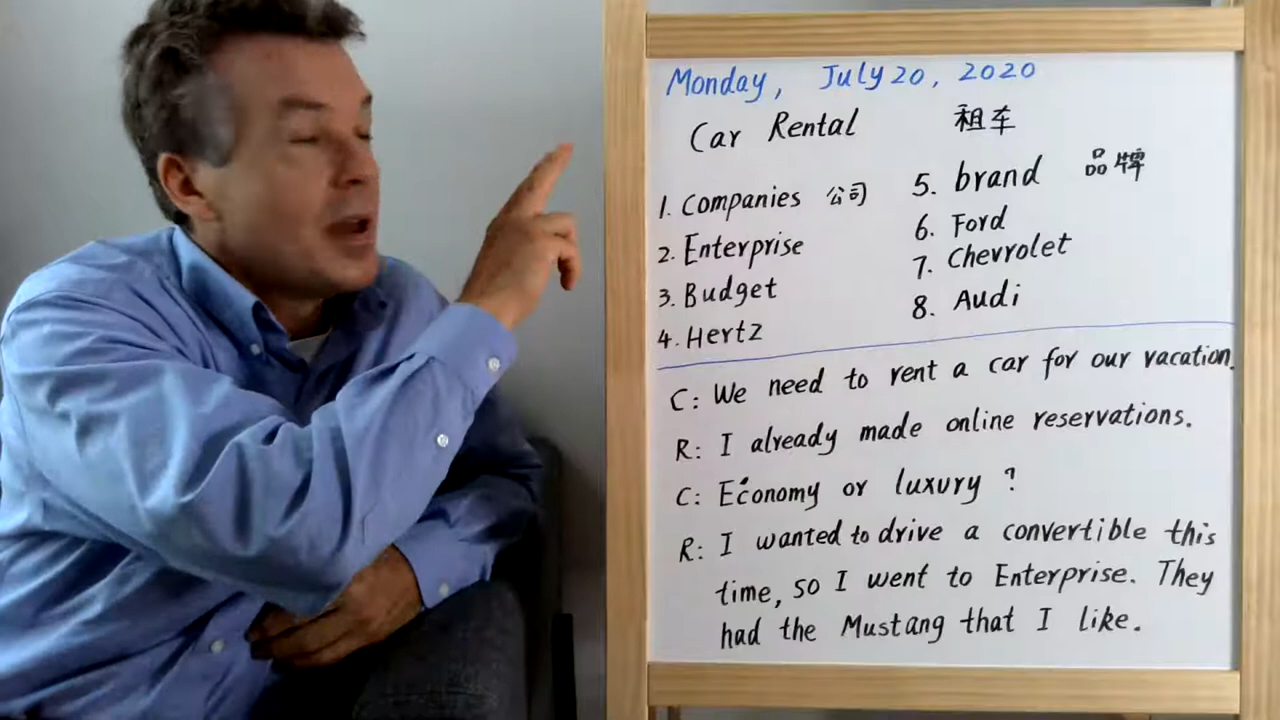 Monday, July 20, 2020
Car Rental 租车
1. Companies 公司
2. Enterprise
3. Budget
4. Hertz
5. brand 品牌
6. Ford
7. Chevrolet
8. Audi
C: We need to rent a car for our vacation.
R: I already made online reservations.
C: Economy or luxury?
R: I wanted to drive a convertible this
time, so I went to Enterprise. They
had the Mustang that I like.